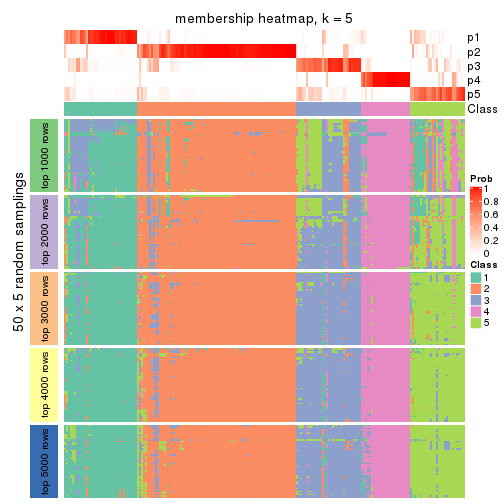 membership heatmap, k = 5
p1
p2
p3
p4
p5
Class
50 x 5 random samplings
top 1000 rows
top 2000 rows
top 3000 rows
top 4000 rows
top 5000 rows
Prob
1
0.8
0.6
0.4
0.2
0
Class
1
2
3
4
5